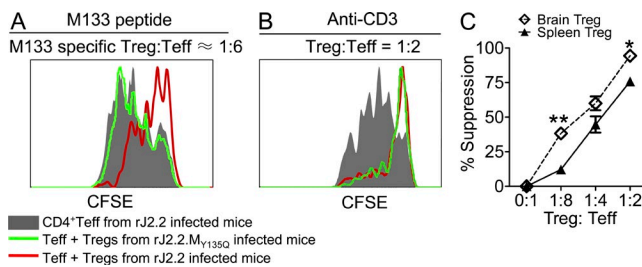 A
M133 peptide
M133 specific Treg:Teff ≈ 1:6
CFSE
B
Anti-CD3
Treg:Teff = 1:2
CFSE
CD4⁺Teff from rJ2.2 infected mice
Teff + Tregs from rJ2.2.M_Y135Q infected mice
Teff + Tregs from rJ2.2 infected mice
C
Brain Treg
Spleen Treg
% Suppression
100
75
50
25
0
**
*
0:1 1:8 1:4 1:2
Treg: Teff